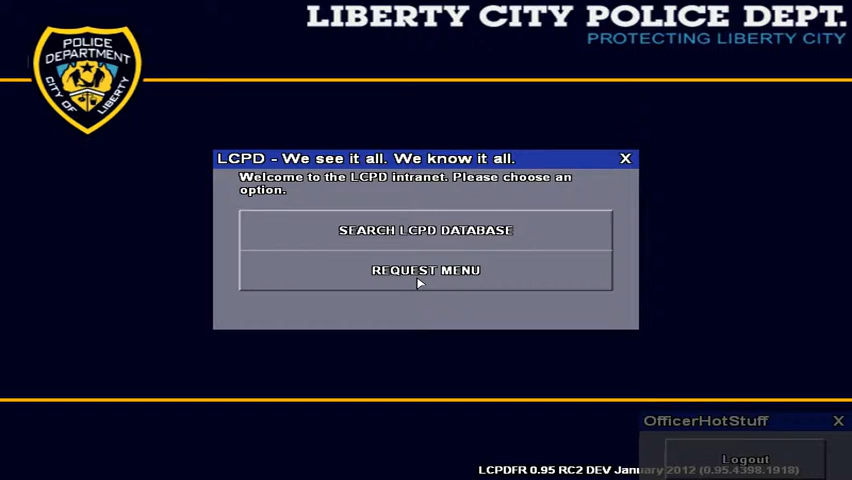 LIBERTY CITY POLICE DEPT.
PROTECTING LIBERTY CITY
POLICE
DEPARTMENT
CITY OF LIBERTY
LCPD - We see it all. We know it all. X
Welcome to the LCPD intranet. Please choose an
option.
SEARCH LCPD DATABASE
REQUEST MENU
OfficerHotStuff X
Logout
LCPDFR 0.95 RC2 DEV January 2012 (0.95.4398.1918)